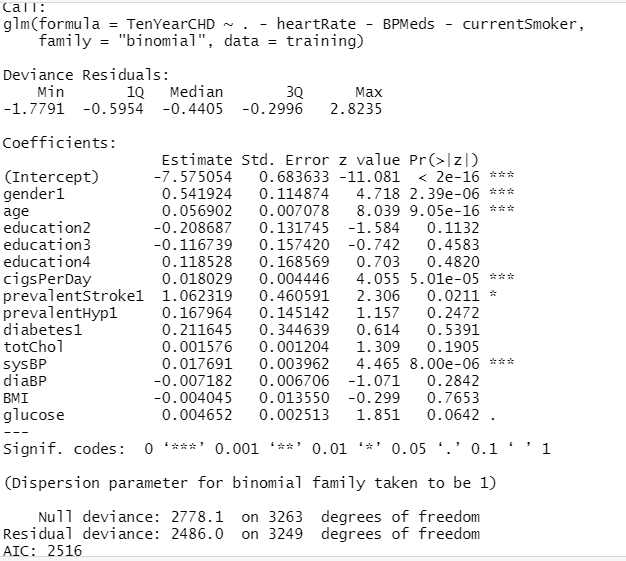 Call:
glm(formula = TenYearCHD ~ . - heartRate - BPMeds - currentSmoker,
    family = "binomial", data = training)

Deviance Residuals:
    Min       1Q   Median       3Q      Max
-1.7791  -0.5954  -0.4405  -0.2996   2.8235

Coefficients:
                  Estimate Std. Error z value Pr(>|z|)
(Intercept)      -7.575054   0.683633 -11.081  < 2e-16 ***
gender1           0.541924   0.114874   4.718 2.39e-06 ***
age               0.056902   0.007078   8.039 9.05e-16 ***
education2       -0.208687   0.131745  -1.584   0.1132
education3       -0.116739   0.157420  -0.742   0.4583
education4        0.118528   0.168569   0.703   0.4820
cigsPerDay        0.018029   0.004446   4.055 5.01e-05 ***
prevalentStroke1  1.062319   0.460591   2.306   0.0211 *
prevalentHyp1     0.167964   0.145142   1.157   0.2472
diabetes1         0.211645   0.344639   0.614   0.5391
totChol           0.001576   0.001204   1.309   0.1905
sysBP             0.017691   0.003962   4.465 8.00e-06 ***
diaBP            -0.007182   0.006706  -1.071   0.2842
BMI              -0.004045   0.013550  -0.299   0.7653
glucose           0.004652   0.002513   1.851   0.0642 .
---
Signif. codes:  0 ‘***’ 0.001 ‘**’ 0.01 ‘*’ 0.05 ‘.’ 0.1 ‘ ’ 1

(Dispersion parameter for binomial family taken to be 1)

    Null deviance: 2778.1  on 3263  degrees of freedom
Residual deviance: 2486.0  on 3249  degrees of freedom
AIC: 2516